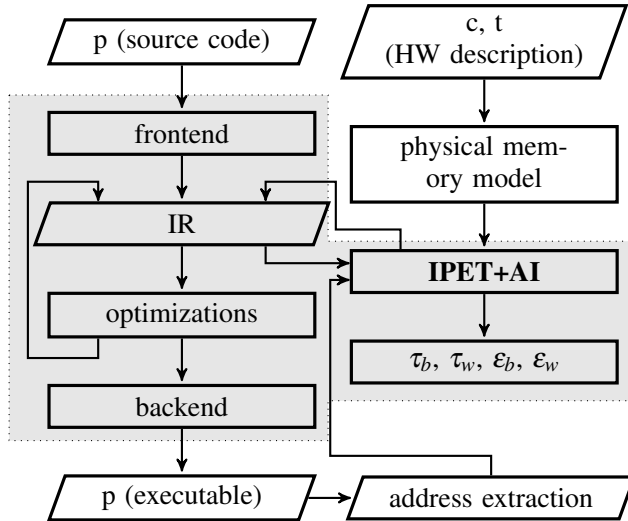 p (source code)
c, t
(HW description)
frontend
physical mem-
ory model
IR
IPET+AI
optimizations
τ_b, τ_w, ε_b, ε_w
backend
p (executable)
address extraction